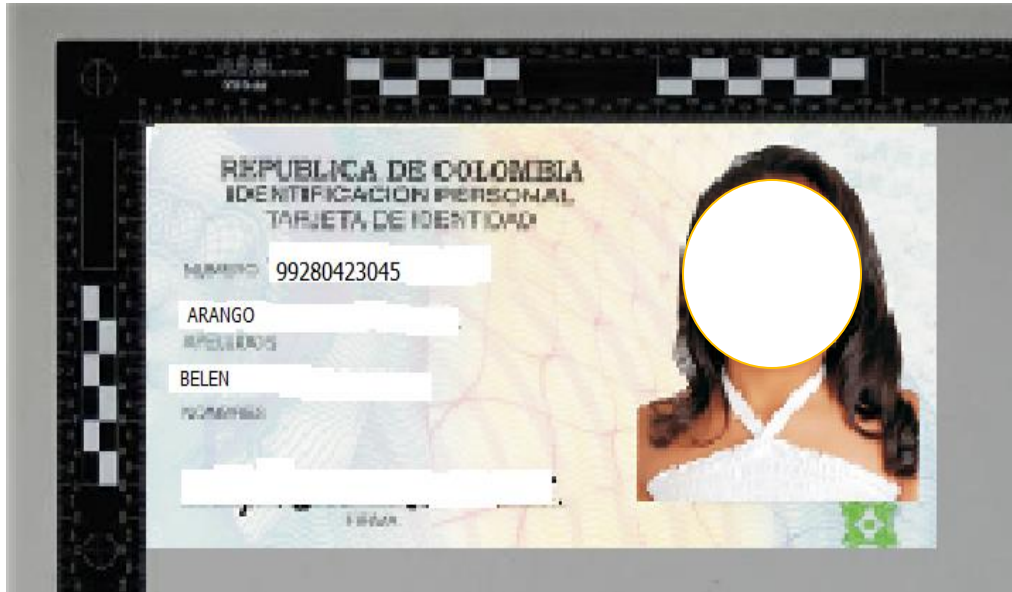 REPUBLICA DE COLOMBIA
IDENTIFICACION PERSONAL
TARJETA DE IDENTIDAD
NUMERO 99280423045
ARANGO
APELLIDOS
BELEN
NOMBRES
FIRMA